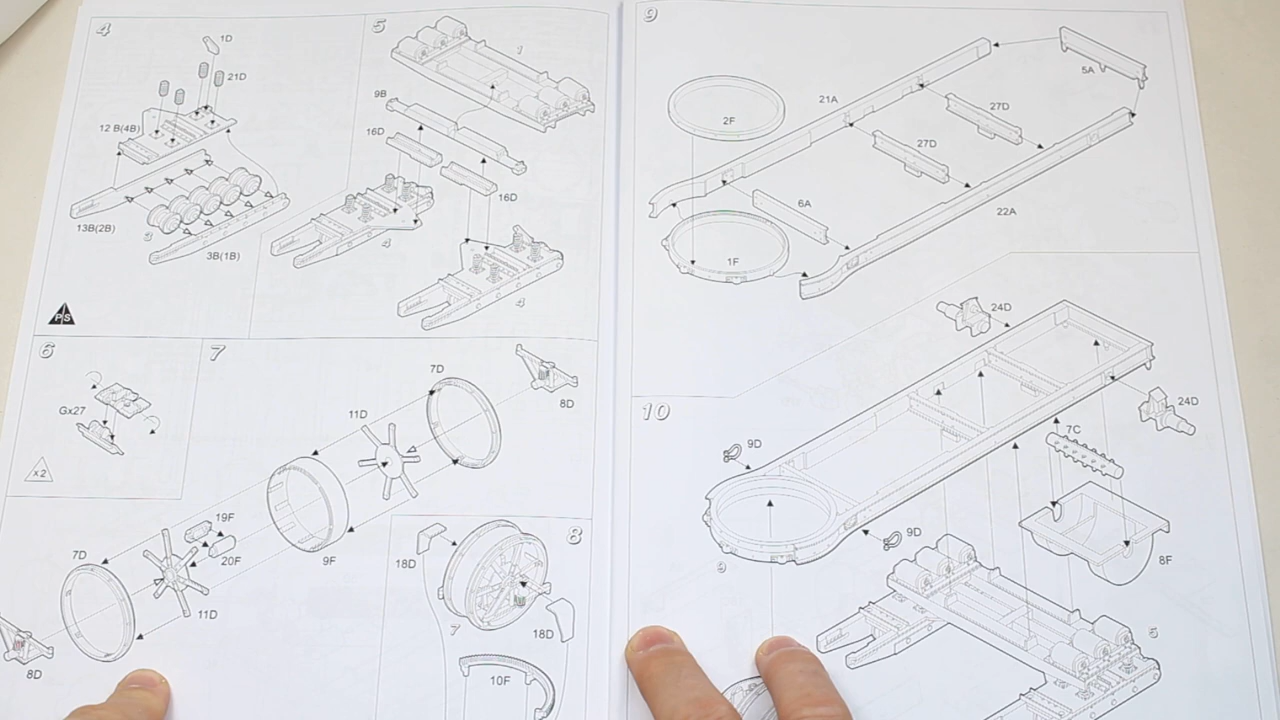 4
1D
21D
12 B(4B)
13B(2B)
3
3B(1B)
PS
5
1
9B
16D
16D
4
4
6
Gx27
x2
7
7D
8D
11D
19F
20F
9F
7D
11D
8D
8
18D
7
18D
10F
9
5A
21A
27D
2F
27D
6A
22A
1F
10
24D
24D
7C
9D
9D
8F
9
5